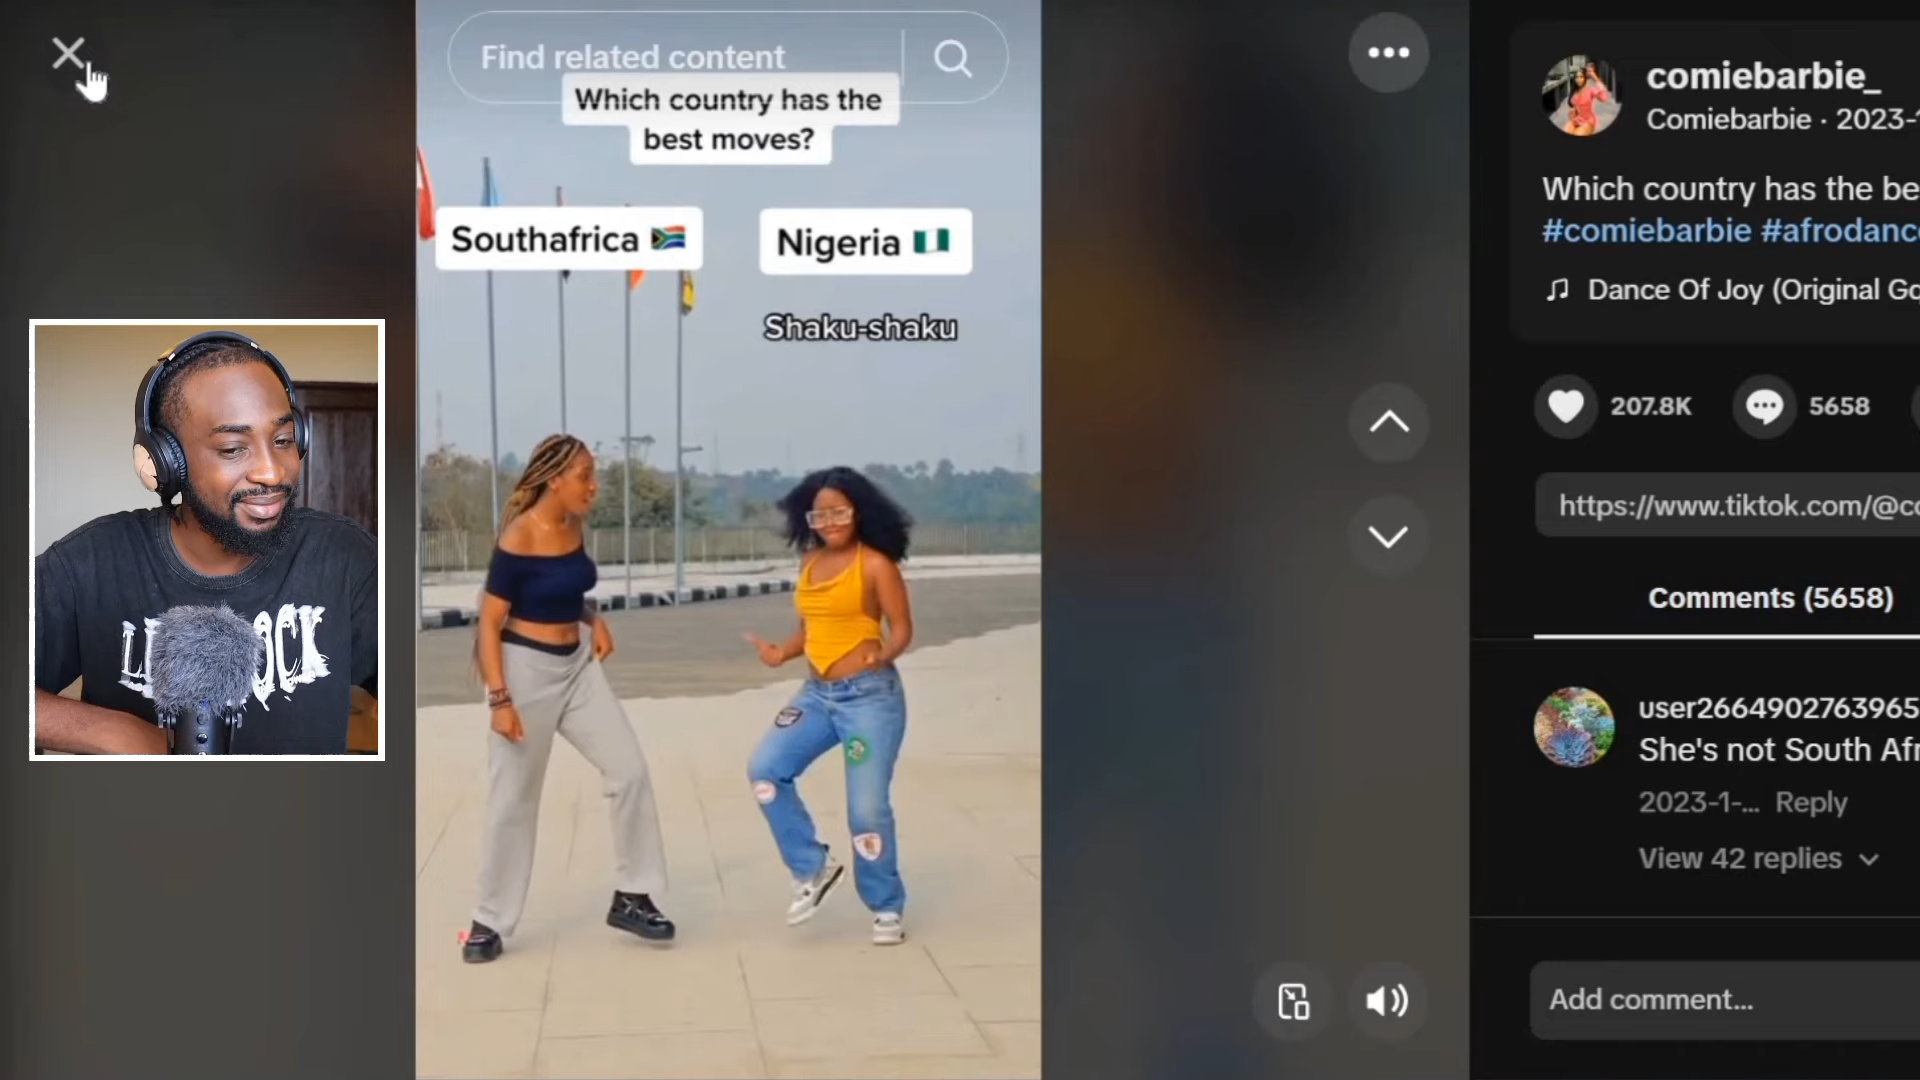 Find related content
Which country has the
best moves?
Southafrica
Nigeria
Shaku-shaku
comiebarbie_
Comiebarbie · 2023-
Which country has the be
#comiebarbie #afrodanc
Dance Of Joy (Original Go
207.8K
5658
https://www.tiktok.com/@co
Comments (5658)
user2664902763965
She's not South Afr
2023-1-... Reply
View 42 replies
Add comment...